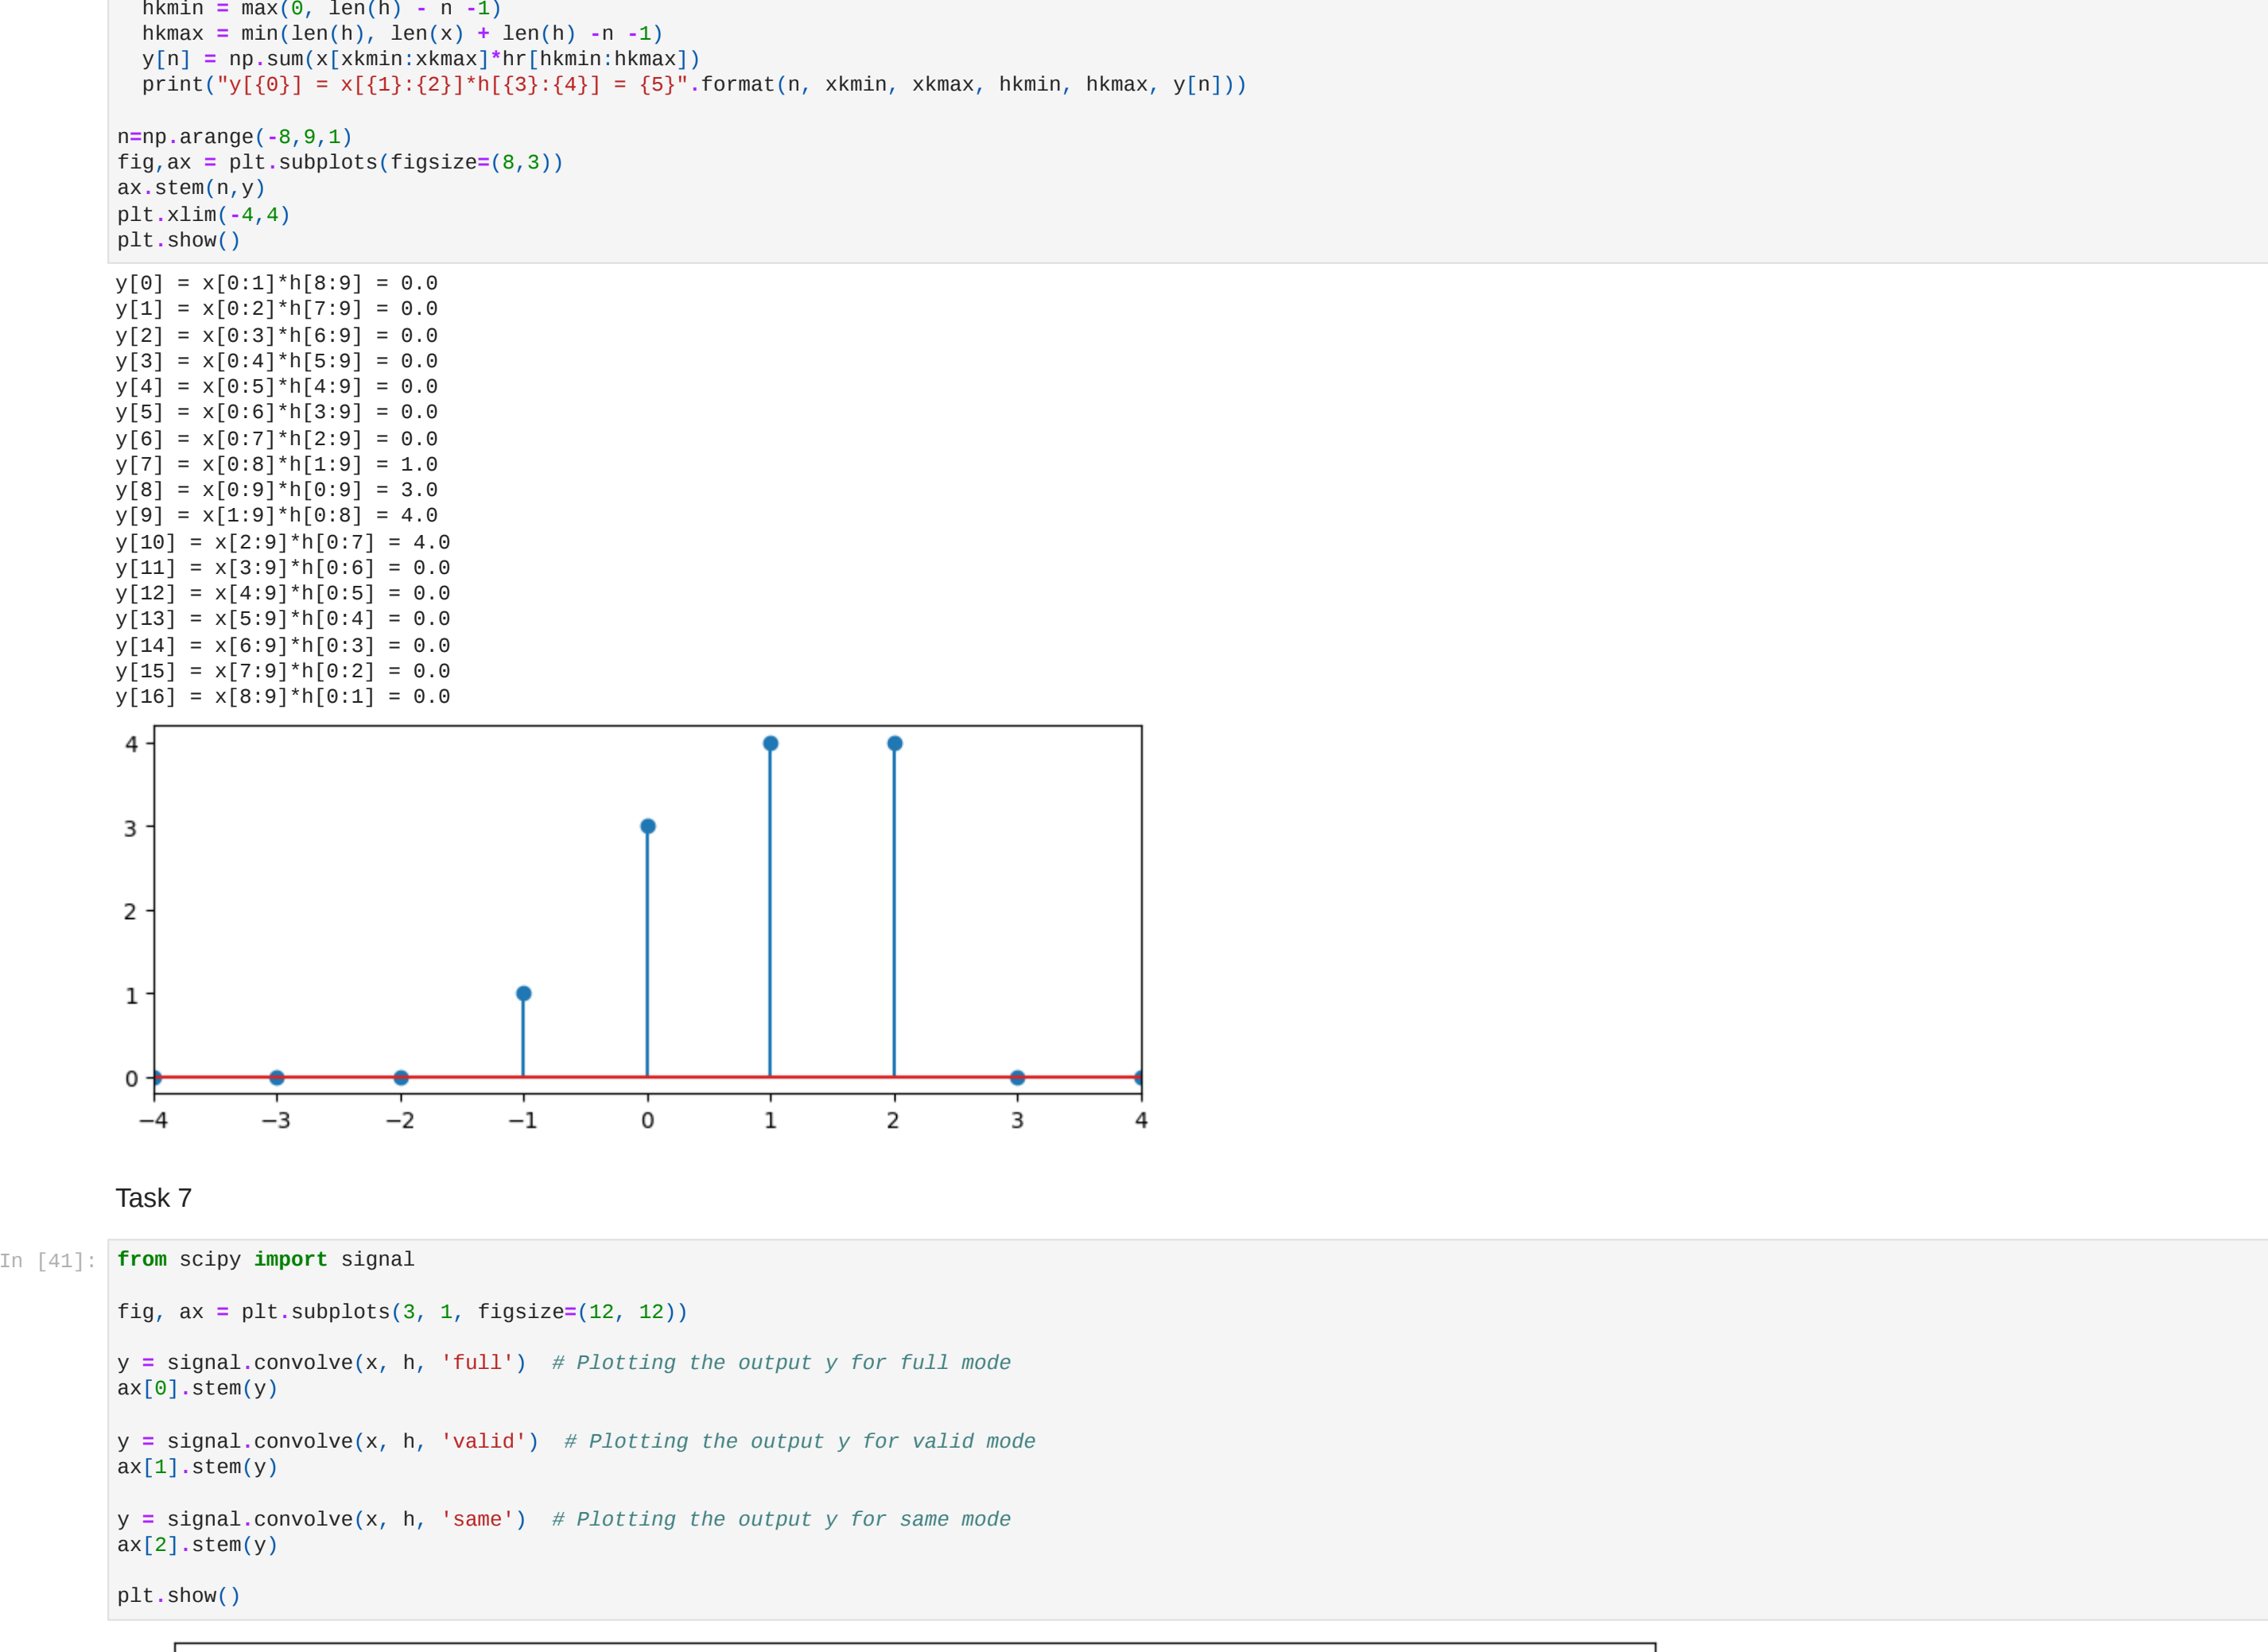 hkmin = max(0, len(h) - n -1)
hkmax = min(len(h), len(x) + len(h) -n -1)
y[n] = np.sum(x[xkmin:xkmax]*hr[hkmin:hkmax])
print("y[{0}] = x[{1}:{2}]*h[{3}:{4}] = {5}".format(n, xkmin, xkmax, hkmin, hkmax, y[n]))
n=np.arange(-8,9,1)
fig,ax = plt.subplots(figsize=(8,3))
ax.stem(n,y)
plt.xlim(-4,4)
plt.show()
y[0] = x[0:1]*h[8:9] = 0.0
y[1] = x[0:2]*h[7:9] = 0.0
y[2] = x[0:3]*h[6:9] = 0.0
y[3] = x[0:4]*h[5:9] = 0.0
y[4] = x[0:5]*h[4:9] = 0.0
y[5] = x[0:6]*h[3:9] = 0.0
y[6] = x[0:7]*h[2:9] = 0.0
y[7] = x[0:8]*h[1:9] = 1.0
y[8] = x[0:9]*h[0:9] = 3.0
y[9] = x[1:9]*h[0:8] = 4.0
y[10] = x[2:9]*h[0:7] = 4.0
y[11] = x[3:9]*h[0:6] = 0.0
y[12] = x[4:9]*h[0:5] = 0.0
y[13] = x[5:9]*h[0:4] = 0.0
y[14] = x[6:9]*h[0:3] = 0.0
y[15] = x[7:9]*h[0:2] = 0.0
y[16] = x[8:9]*h[0:1] = 0.0
4
3
2
1
0
−4 −3 −2 −1 0 1 2 3 4
Task 7
In [41]:
from scipy import signal
fig, ax = plt.subplots(3, 1, figsize=(12, 12))
y = signal.convolve(x, h, 'full')  # Plotting the output y for full mode
ax[0].stem(y)
y = signal.convolve(x, h, 'valid')  # Plotting the output y for valid mode
ax[1].stem(y)
y = signal.convolve(x, h, 'same')  # Plotting the output y for same mode
ax[2].stem(y)
plt.show()